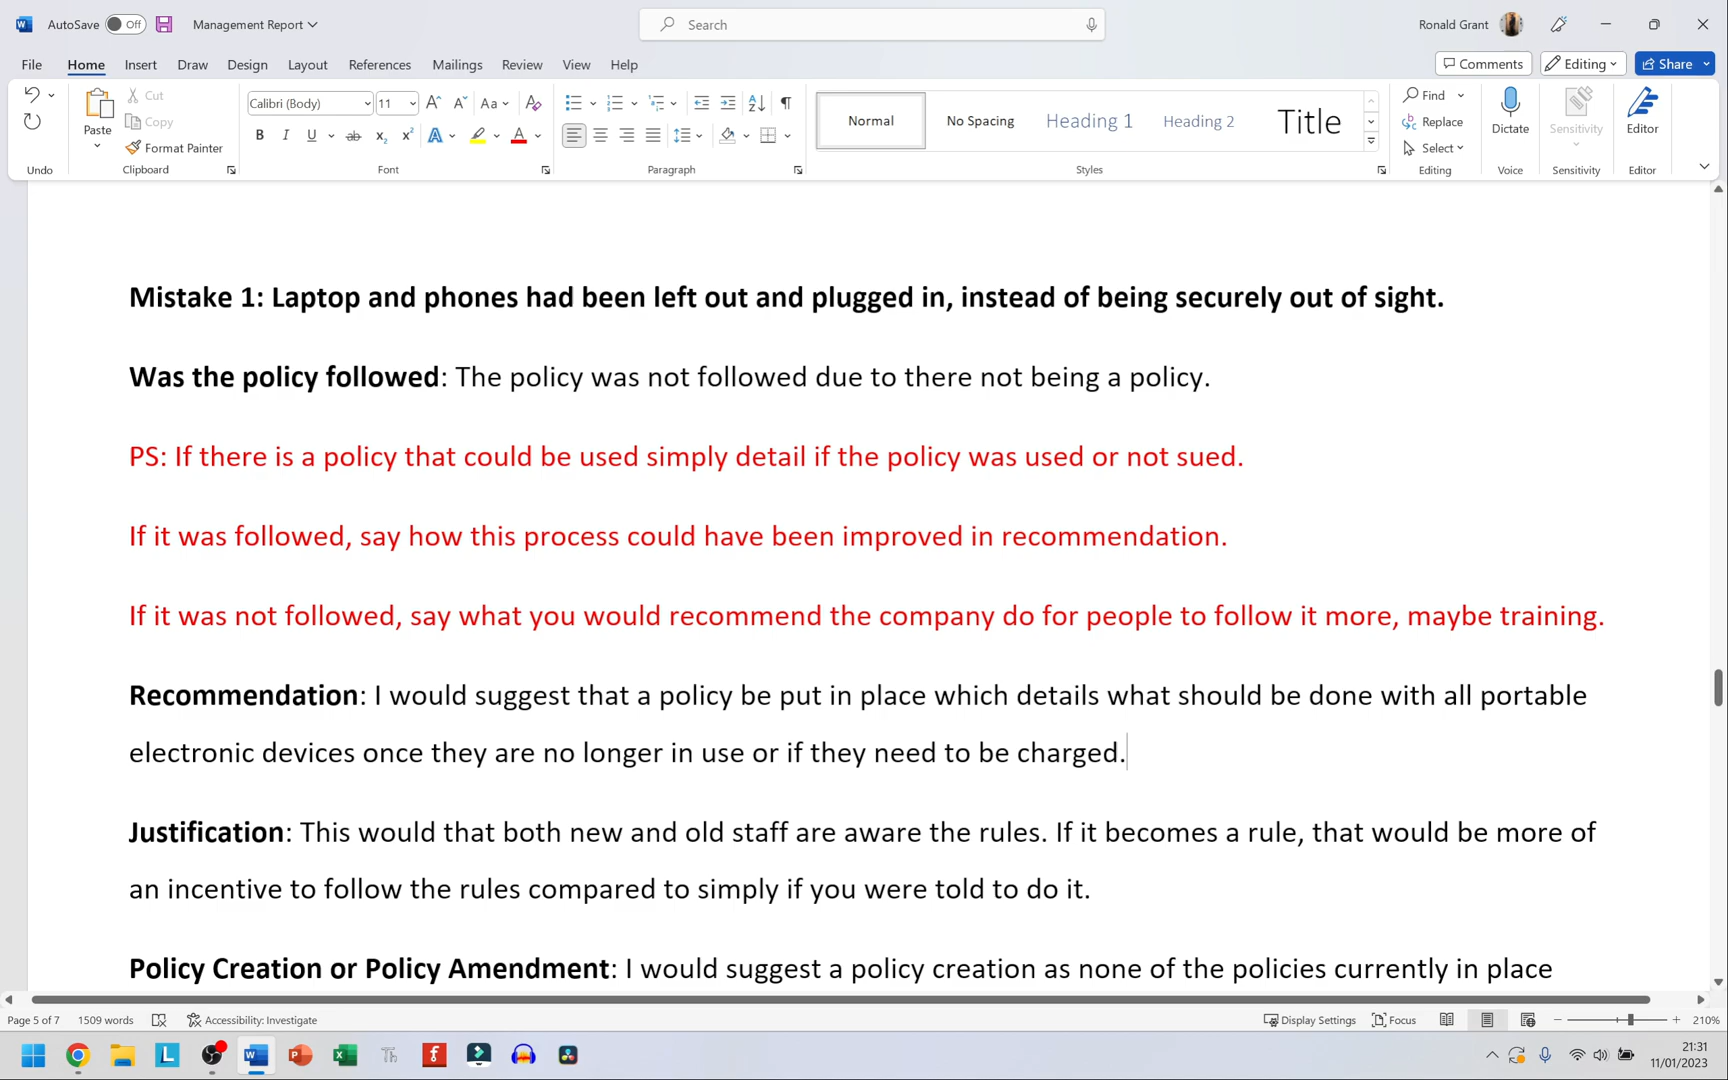 AutoSave Off Management Report Search Ronald Grant
File Home Insert Draw Design Layout References Mailings Review View Help Comments Editing Share
Paste Cut Calibri (Body) 11 Aa Normal No Spacing Heading 1 Heading 2 Title Find Dictate Sensitivity Editor
Copy Replace
Format Painter B I U ab x₂ x² A A Select
Undo Clipboard Font Paragraph Styles Editing Voice Sensitivity Editor
Mistake 1: Laptop and phones had been left out and plugged in, instead of being securely out of sight.
Was the policy followed: The policy was not followed due to there not being a policy.
PS: If there is a policy that could be used simply detail if the policy was used or not sued.
If it was followed, say how this process could have been improved in recommendation.
If it was not followed, say what you would recommend the company do for people to follow it more, maybe training.
Recommendation: I would suggest that a policy be put in place which details what should be done with all portable
electronic devices once they are no longer in use or if they need to be charged.
Justification: This would that both new and old staff are aware the rules. If it becomes a rule, that would be more of
an incentive to follow the rules compared to simply if you were told to do it.
Policy Creation or Policy Amendment: I would suggest a policy creation as none of the policies currently in place
Page 5 of 7 1509 words Accessibility: Investigate Display Settings Focus 210%
21:31
11/01/2023